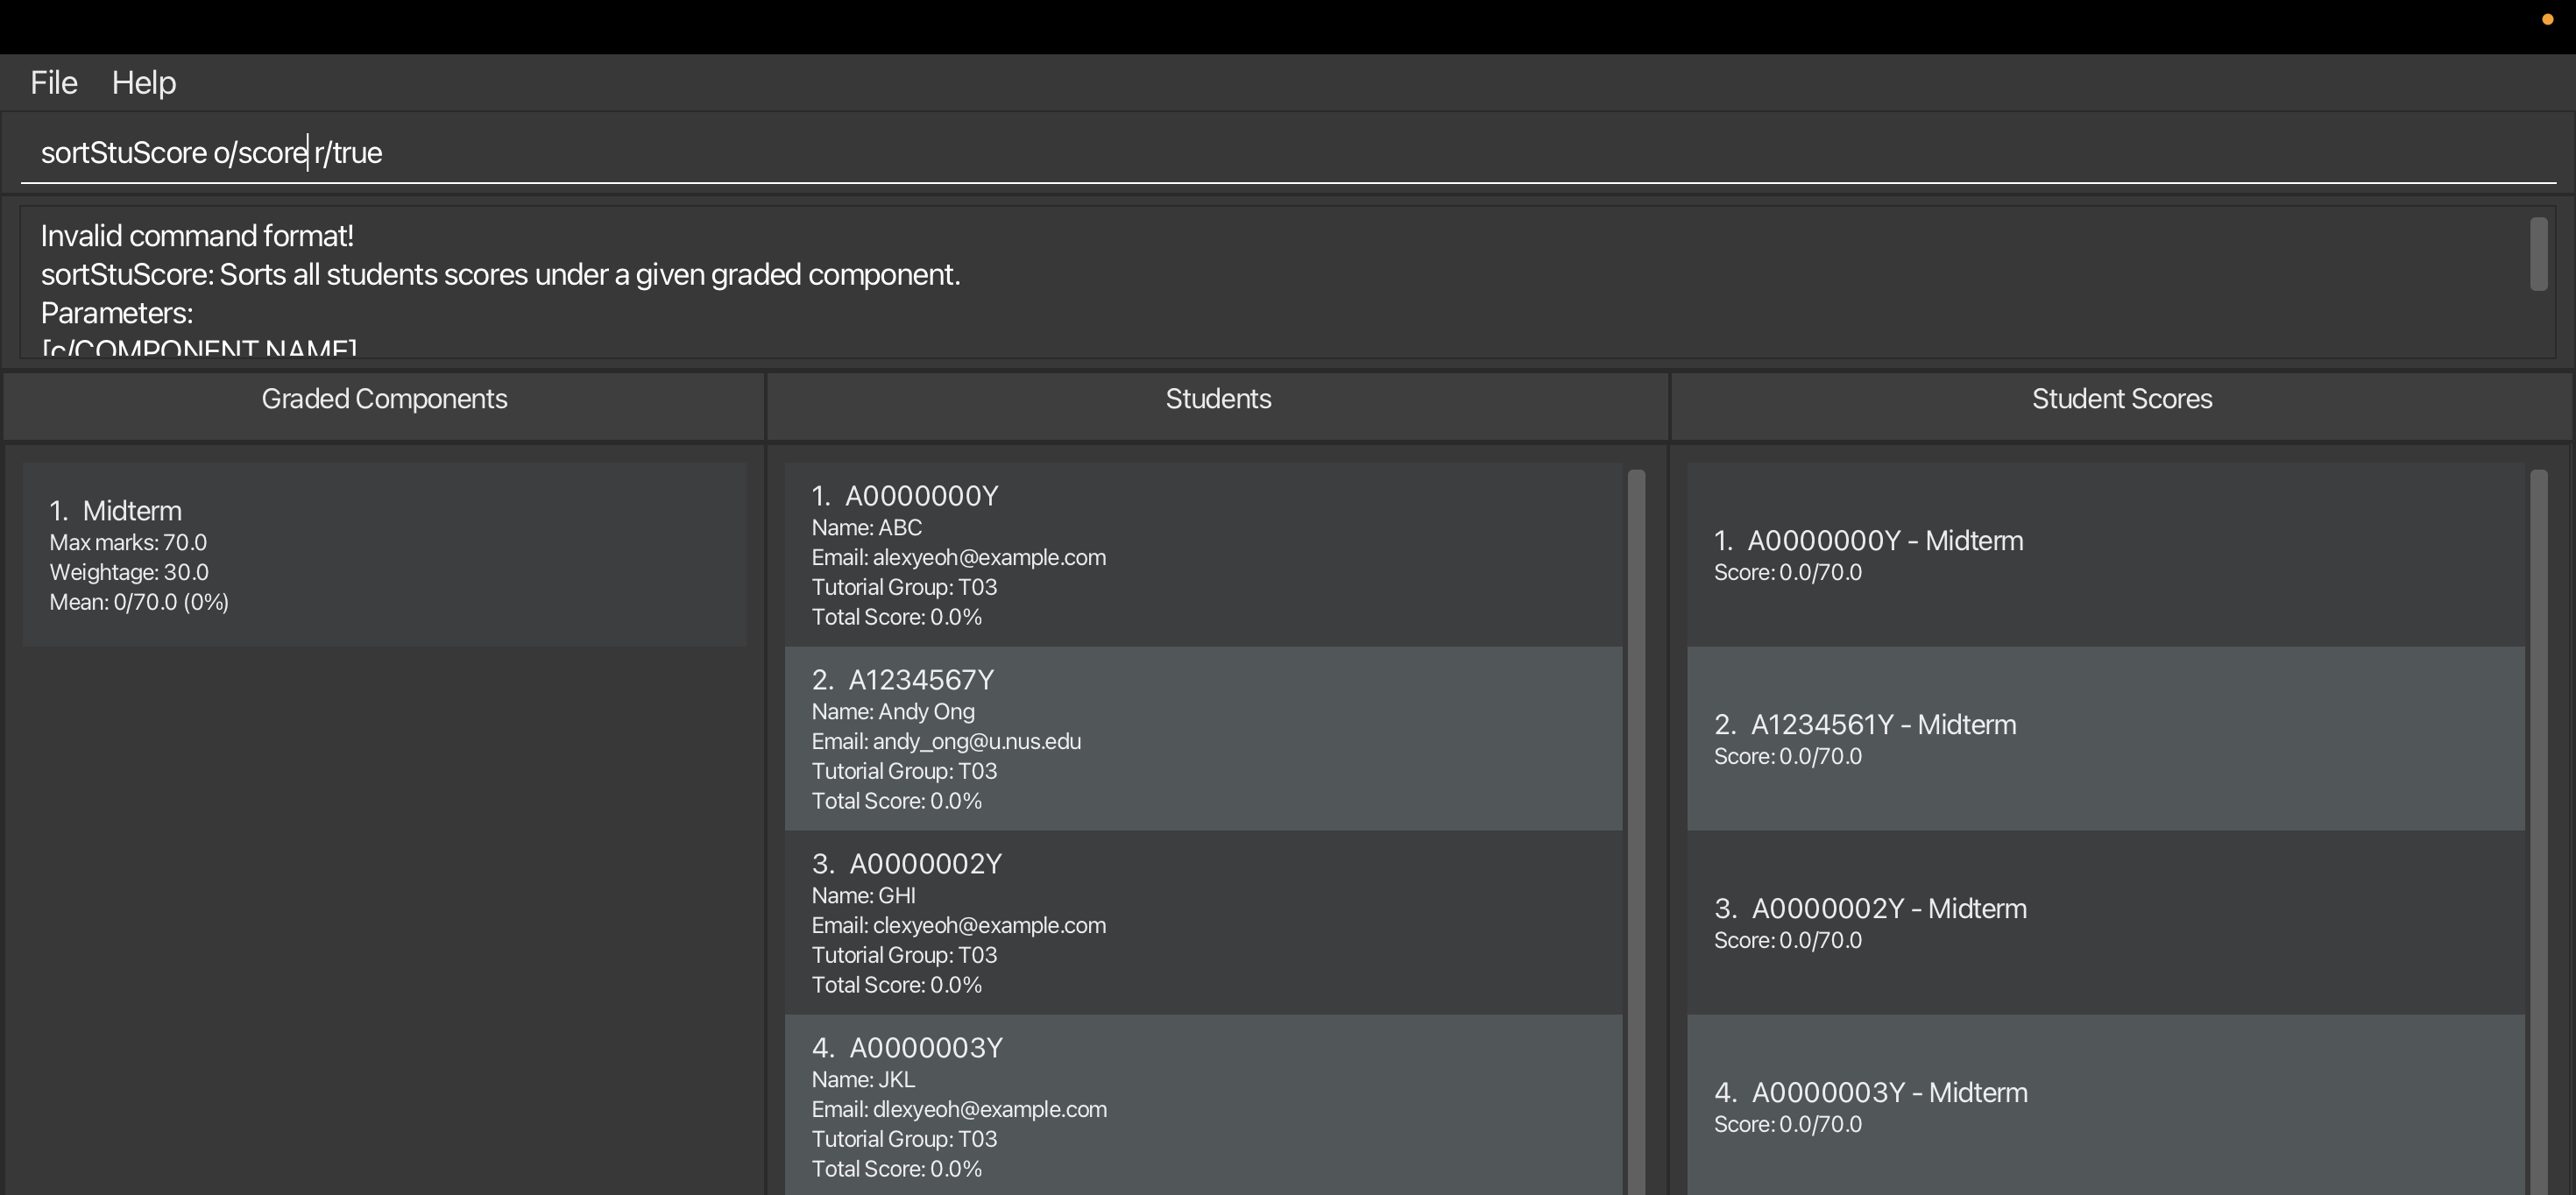 File Help
sortStuScore o/score r/true
Invalid command format!
sortStuScore: Sorts all students scores under a given graded component.
Parameters:
[c/COMPONENT NAME]
Graded Components
Students
Student Scores
1. Midterm
Max marks: 70.0
Weightage: 30.0
Mean: 0/70.0 (0%)
1. A0000000Y
Name: ABC
Email: alexyeoh@example.com
Tutorial Group: T03
Total Score: 0.0%
2. A1234567Y
Name: Andy Ong
Email: andy_ong@u.nus.edu
Tutorial Group: T03
Total Score: 0.0%
3. A0000002Y
Name: GHI
Email: clexyeoh@example.com
Tutorial Group: T03
Total Score: 0.0%
4. A0000003Y
Name: JKL
Email: dlexyeoh@example.com
Tutorial Group: T03
Total Score: 0.0%
1. A0000000Y - Midterm
Score: 0.0/70.0
2. A1234561Y - Midterm
Score: 0.0/70.0
3. A0000002Y - Midterm
Score: 0.0/70.0
4. A0000003Y - Midterm
Score: 0.0/70.0